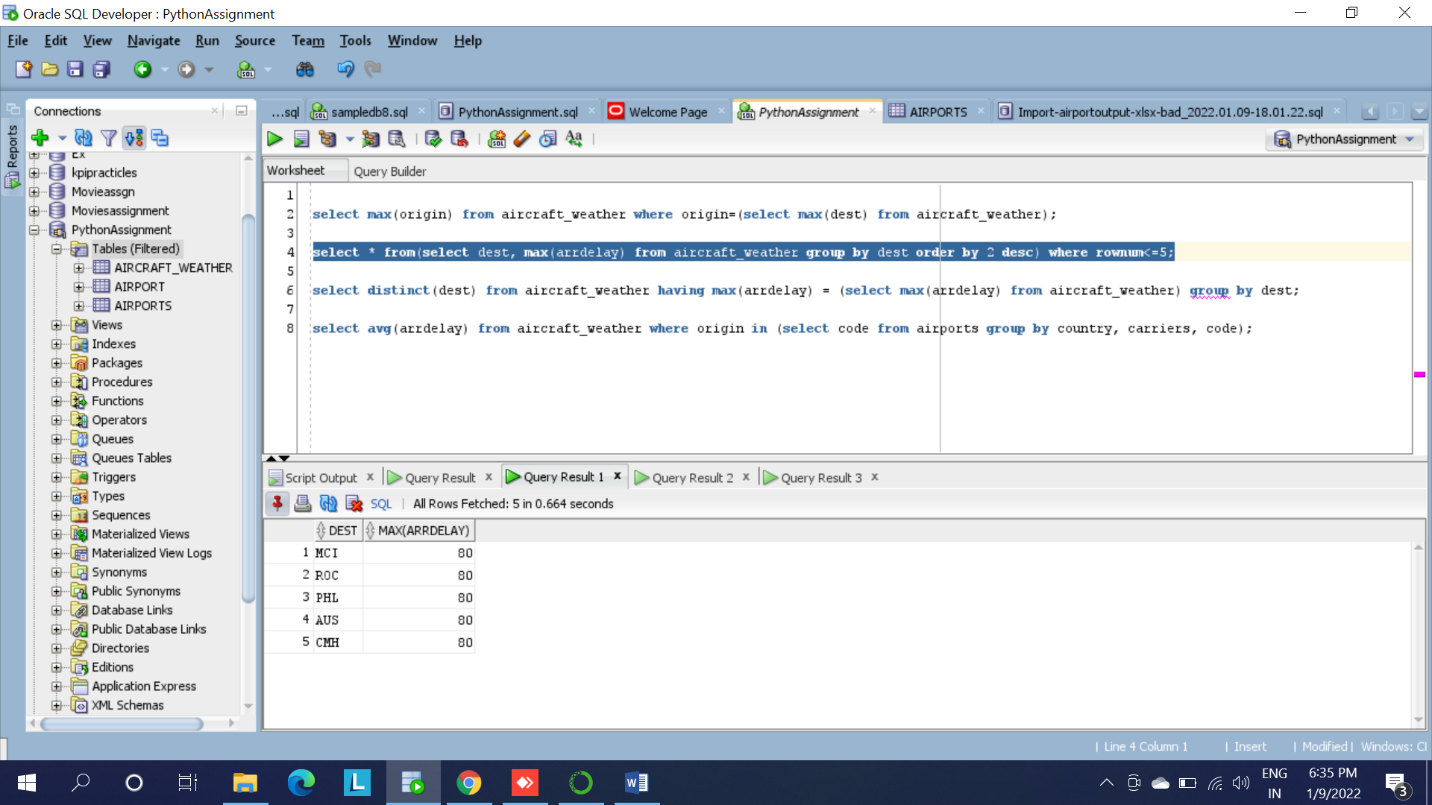 Oracle SQL Developer : PythonAssignment
File Edit View Navigate Run Source Team Tools Window Help
Connections
...sql sampledb8.sql PythonAssignment.sql Welcome Page PythonAssignment AIRPORTS Import-airportoutput-xlsx-bad_2022.01.09-18.01.22.sql
Reports
PythonAssignment
Ex
kpipracticles
Movieassgn
Moviesassignment
PythonAssignment
Tables (Filtered)
AIRCRAFT_WEATHER
AIRPORT
AIRPORTS
Views
Indexes
Packages
Procedures
Functions
Operators
Queues
Queues Tables
Triggers
Types
Sequences
Materialized Views
Materialized View Logs
Synonyms
Public Synonyms
Database Links
Public Database Links
Directories
Editions
Application Express
XML Schemas
Worksheet Query Builder
1
2 select max(origin) from aircraft_weather where origin=(select max(dest) from aircraft_weather);
3
4 select * from(select dest, max(arrdelay) from aircraft_weather group by dest order by 2 desc) where rownum<=5;
5
6 select distinct(dest) from aircraft_weather having max(arrdelay) = (select max(arrdelay) from aircraft_weather) group by dest;
7
8 select avg(arrdelay) from aircraft_weather where origin in (select code from airports group by country, carriers, code);
Script Output x Query Result x Query Result 1 x Query Result 2 x Query Result 3 x
SQL | All Rows Fetched: 5 in 0.664 seconds
DEST MAX(ARRDELAY)
1 MCI 80
2 ROC 80
3 PHL 80
4 AUS 80
5 CMH 80
| Line 4 Column 1 | Insert | Modified | Windows: Cl
L W
ENG 6:35 PM
IN 1/9/2022
3